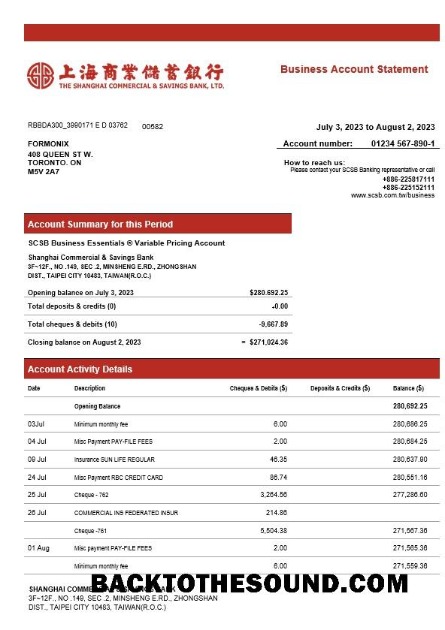 上海商業儲蓄銀行
THE SHANGHAI COMMERCIAL & SAVINGS BANK, LTD.
Business Account Statement
RBBDA300_3990171 E D 03762 00582
July 3, 2023 to August 2, 2023
FORMONIX
Account number: 01234 567-890-1
408 QUEEN ST W.
TORONTO. ON
M5V 2A7
How to reach us:
Please contact your SCSB Banking representative or call
+886-225817111
+886-225152111
www.scsb.com.tw/business
Account Summary for this Period
SCSB Business Essentials ® Variable Pricing Account
Shanghai Commercial & Savings Bank
3F~12F., NO .149, SEC .2, MINSHENG E.RD., ZHONGSHAN
DIST., TAIPEI CITY 10483, TAIWAN(R.O.C.)
Opening balance on July 3, 2023 $280,692.25
Total deposits & credits (0) -0.00
Total cheques & debits (10) -9,667.89
Closing balance on August 2, 2023 = $271,024.36
Account Activity Details
Date Description Cheques & Debits ($) Deposits & Credits ($) Balance ($)
Opening Balance 280,692.25
03Jul Minimum monthly fee 6.00 280,686.25
04 Jul Misc Payment PAY-FILE FEES 2.00 280,684.25
09 Jul Insurance SUN LIFE REGULAR 46.35 280,637.90
24 Jul Misc Payment RBC CREDIT CARD 86.74 280,551.16
25 Jul Cheque - 762 3,264.56 277,286.60
26 Jul COMMERCIAL INS FEDERATED INSUR 214.86
Cheque -761 5,504.38 271,567.36
01 Aug Misc payment PAY-FILE FEES 2.00 271,565.36
Minimum monthly fee 6.00 271,559.36
SHANGHAI
BACKTOTHESOUND.COM
3F~12F., NO .149, SEC .2, MINSHENG E.RD., ZHONGSHAN
DIST., TAIPEI CITY 10483, TAIWAN(R.O.C.)